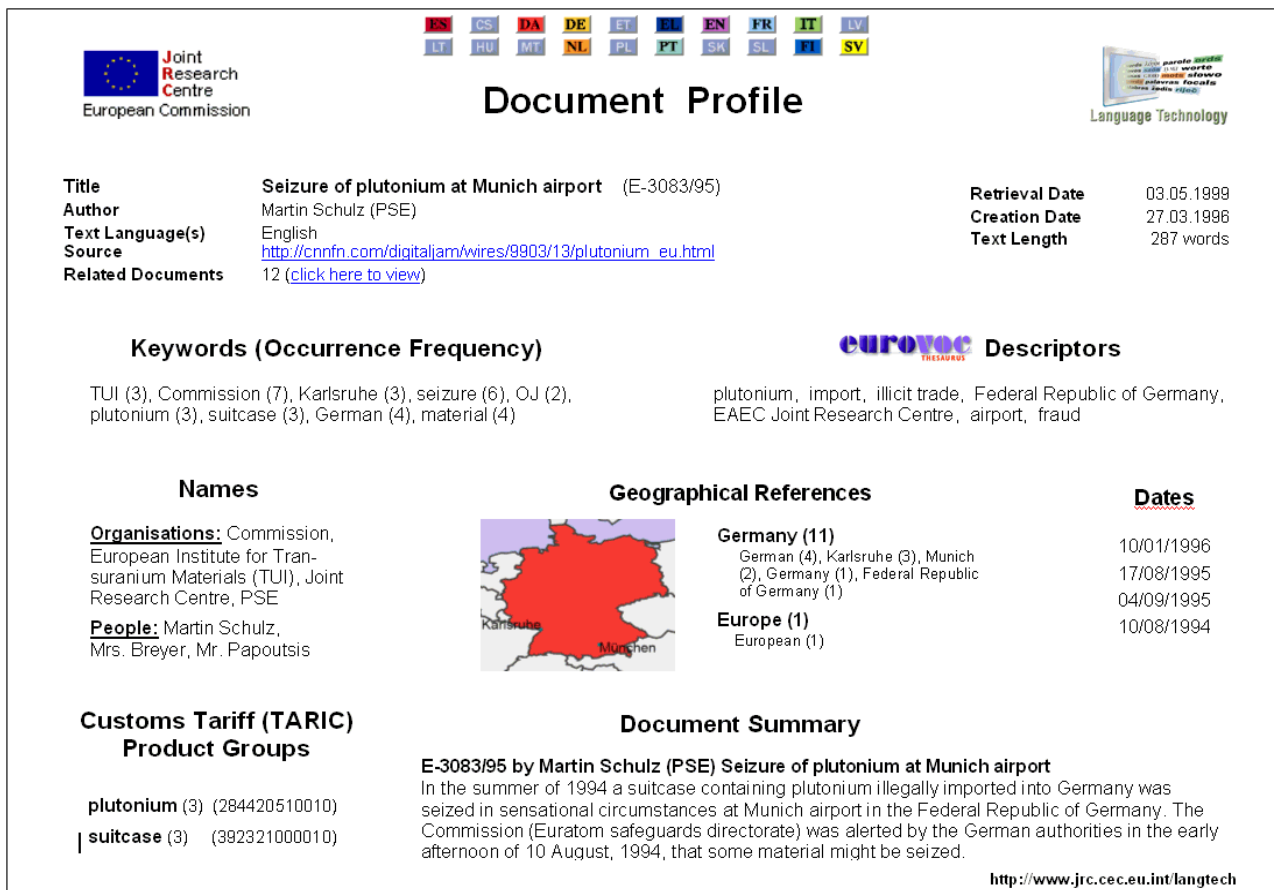 ES CS DA DE ET EL EN FR IT LV
LT HU MT NL PL PT SK SL FI SV
Joint
Research
Centre
European Commission
Document Profile
Language Technology
Title Seizure of plutonium at Munich airport (E-3083/95)
Author Martin Schulz (PSE)
Text Language(s) English
Source http://cnnfn.com/digitaljam/wires/9903/13/plutonium_eu.html
Related Documents 12 (click here to view)
Retrieval Date 03.05.1999
Creation Date 27.03.1996
Text Length 287 words
Keywords (Occurrence Frequency)
TUI (3), Commission (7), Karlsruhe (3), seizure (6), OJ (2),
plutonium (3), suitcase (3), German (4), material (4)
eurovoc THESAURUS Descriptors
plutonium, import, illicit trade, Federal Republic of Germany,
EAEC Joint Research Centre, airport, fraud
Names
Organisations: Commission,
European Institute for Tran-
suranium Materials (TUI), Joint
Research Centre, PSE
People: Martin Schulz,
Mrs. Breyer, Mr. Papoutsis
Geographical References
Karlsruhe
München
Germany (11)
German (4), Karlsruhe (3), Munich
(2), Germany (1), Federal Republic
of Germany (1)
Europe (1)
European (1)
Dates
10/01/1996
17/08/1995
04/09/1995
10/08/1994
Customs Tariff (TARIC)
Product Groups
plutonium (3) (284420510010)
suitcase (3) (392321000010)
Document Summary
E-3083/95 by Martin Schulz (PSE) Seizure of plutonium at Munich airport
In the summer of 1994 a suitcase containing plutonium illegally imported into Germany was
seized in sensational circumstances at Munich airport in the Federal Republic of Germany. The
Commission (Euratom safeguards directorate) was alerted by the German authorities in the early
afternoon of 10 August, 1994, that some material might be seized.
http://www.jrc.cec.eu.int/langtech